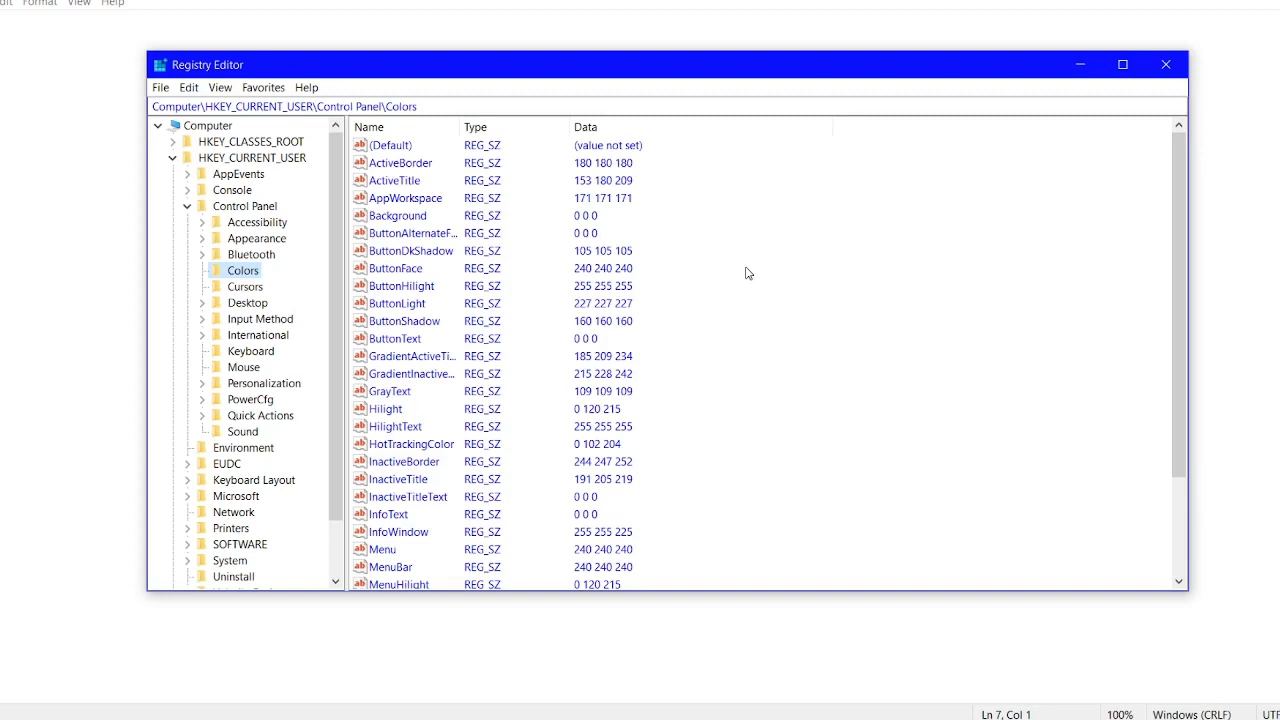 dit Format View Help
Registry Editor
File Edit View Favorites Help
Computer\HKEY_CURRENT_USER\Control Panel\Colors
Computer
HKEY_CLASSES_ROOT
HKEY_CURRENT_USER
AppEvents
Console
Control Panel
Accessibility
Appearance
Bluetooth
Colors
Cursors
Desktop
Input Method
International
Keyboard
Mouse
Personalization
PowerCfg
Quick Actions
Sound
Environment
EUDC
Keyboard Layout
Microsoft
Network
Printers
SOFTWARE
System
Uninstall
Name Type Data
(Default) REG_SZ (value not set)
ActiveBorder REG_SZ 180 180 180
ActiveTitle REG_SZ 153 180 209
AppWorkspace REG_SZ 171 171 171
Background REG_SZ 0 0 0
ButtonAlternateF... REG_SZ 0 0 0
ButtonDkShadow REG_SZ 105 105 105
ButtonFace REG_SZ 240 240 240
ButtonHilight REG_SZ 255 255 255
ButtonLight REG_SZ 227 227 227
ButtonShadow REG_SZ 160 160 160
ButtonText REG_SZ 0 0 0
GradientActiveTi... REG_SZ 185 209 234
GradientInactive... REG_SZ 215 228 242
GrayText REG_SZ 109 109 109
Hilight REG_SZ 0 120 215
HilightText REG_SZ 255 255 255
HotTrackingColor REG_SZ 0 102 204
InactiveBorder REG_SZ 244 247 252
InactiveTitle REG_SZ 191 205 219
InactiveTitleText REG_SZ 0 0 0
InfoText REG_SZ 0 0 0
InfoWindow REG_SZ 255 255 225
Menu REG_SZ 240 240 240
MenuBar REG_SZ 240 240 240
MenuHilight REG_SZ 0 120 215
Ln 7, Col 1 100% Windows (CRLF) UTF